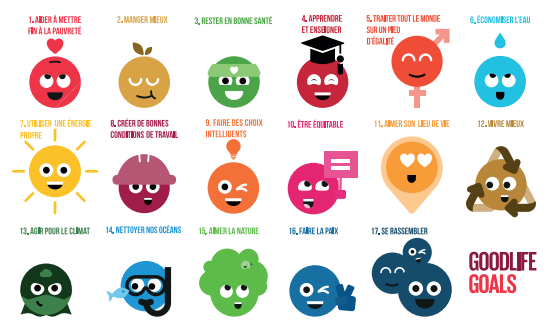 1. AIDER À METTRE
FIN À LA PAUVRETÉ
2. MANGER MIEUX
3. RESTER EN BONNE SANTÉ
4. APPRENDRE
ET ENSEIGNER
5. TRAITER TOUT LE MONDE
SUR UN PIED
D'ÉGALITÉ
6. ÉCONOMISER L'EAU
7. UTILISER UNE ÉNERGIE
PROPRE
8. CRÉER DE BONNES
CONDITIONS DE TRAVAIL
9. FAIRE DES CHOIX
INTELLIGENTS
10. ÊTRE ÉQUITABLE
11. AIMER SON LIEU DE VIE
12. VIVRE MIEUX
13. AGIR POUR LE CLIMAT
14. NETTOYER NOS OCÉANS
15. AIMER LA NATURE
16. FAIRE LA PAIX
17. SE RASSEMBLER
GOODLIFE
GOALS